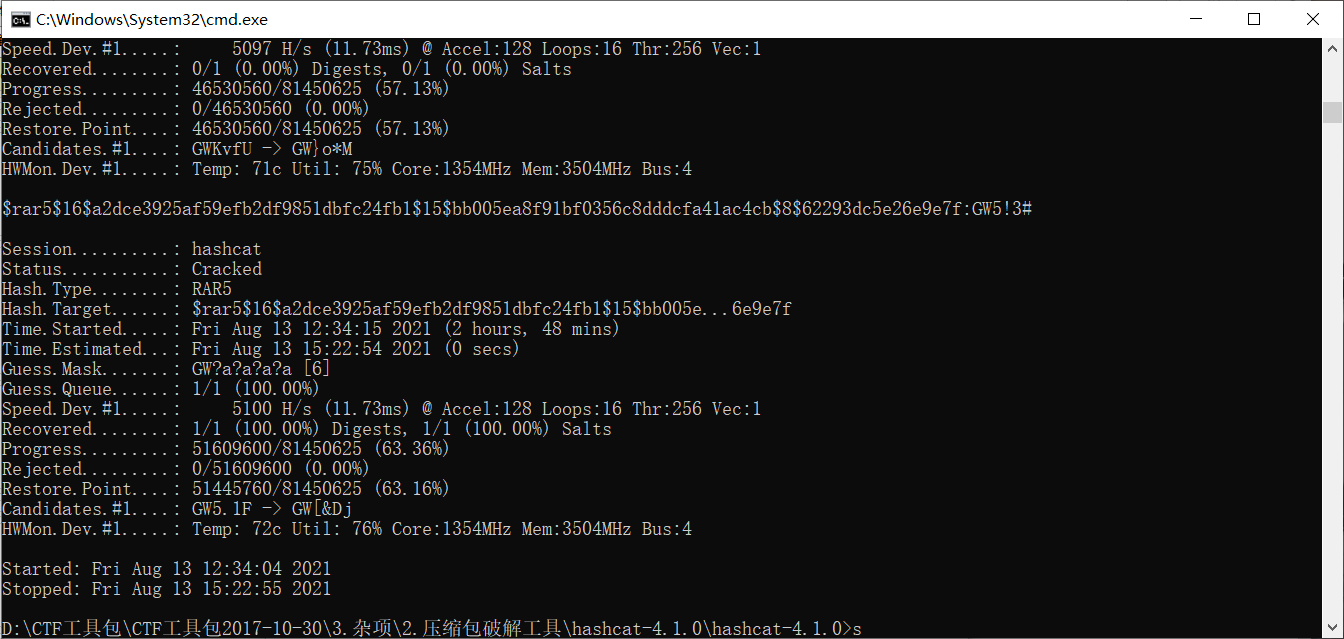 C:\Windows\System32\cmd.exe
Speed.Dev.#1.....:     5097 H/s (11.73ms) @ Accel:128 Loops:16 Thr:256 Vec:1
Recovered........: 0/1 (0.00%) Digests, 0/1 (0.00%) Salts
Progress.........: 46530560/81450625 (57.13%)
Rejected.........: 0/46530560 (0.00%)
Restore.Point....: 46530560/81450625 (57.13%)
Candidates.#1....: GWKvfU -> GW}o*M
HWMon.Dev.#1.....: Temp: 71c Util: 75% Core:1354MHz Mem:3504MHz Bus:4
$rar5$16$a2dce3925af59efb2df9851dbfc24fb1$15$bb005ea8f91bf0356c8dddcfa41ac4cb$8$62293dc5e26e9e7f:GW5!3#
Session..........: hashcat
Status...........: Cracked
Hash.Type........: RAR5
Hash.Target......: $rar5$16$a2dce3925af59efb2df9851dbfc24fb1$15$bb005e...6e9e7f
Time.Started.....: Fri Aug 13 12:34:15 2021 (2 hours, 48 mins)
Time.Estimated...: Fri Aug 13 15:22:54 2021 (0 secs)
Guess.Mask.......: GW?a?a?a?a [6]
Guess.Queue......: 1/1 (100.00%)
Speed.Dev.#1.....:     5100 H/s (11.73ms) @ Accel:128 Loops:16 Thr:256 Vec:1
Recovered........: 1/1 (100.00%) Digests, 1/1 (100.00%) Salts
Progress.........: 51609600/81450625 (63.36%)
Rejected.........: 0/51609600 (0.00%)
Restore.Point....: 51445760/81450625 (63.16%)
Candidates.#1....: GW5.1F -> GW[&Dj
HWMon.Dev.#1.....: Temp: 72c Util: 76% Core:1354MHz Mem:3504MHz Bus:4
Started: Fri Aug 13 12:34:04 2021
Stopped: Fri Aug 13 15:22:55 2021
D:\CTF工具包\CTF工具包2017-10-30\3.杂项\2.压缩包破解工具\hashcat-4.1.0\hashcat-4.1.0>s